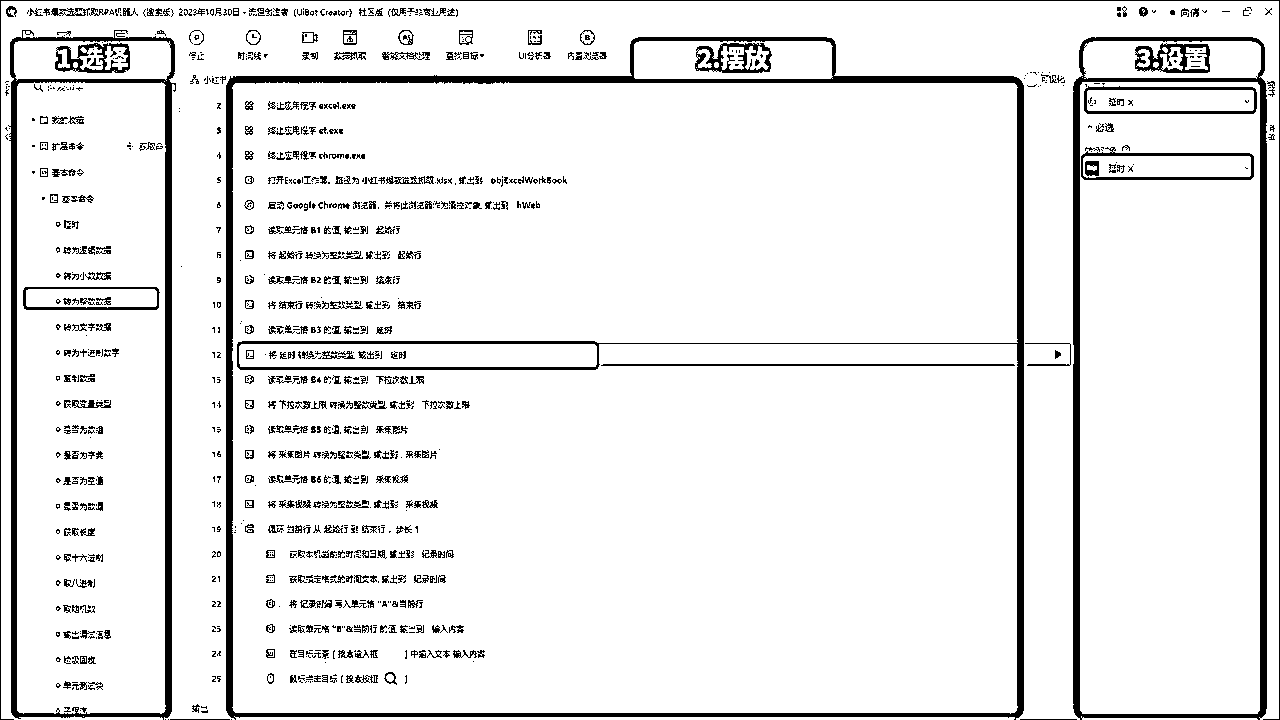 小红书爆款选题抓取RPA机器人（搜索版）2023年10月30日 - 流程创造者（UiBot Creator）社区版（仅用于非商业用途）
停止 时间线 录制 数据抓取 智能文档处理 查找目标 UI分析器 内置浏览器
1.选择 2.摆放 3.设置
小红书 可视化
我的收藏
扩展命令 获取命
基本命令
基本命令
延时
转为逻辑数据
转为小数数据
转为整数数据
转为文字数据
转为十进制数字
复制数据
获取变量类型
是否为数值
是否为字典
是否为空值
是否为数据
获取长度
取十六进制
取八进制
取随机数
输出调试信息
垃圾回收
单元测试块
子程序
2 终止应用程序 excel.exe
3 终止应用程序 et.exe
4 终止应用程序 chrome.exe
5 打开Excel工作簿，路径为 小红书爆款选题抓取.xlsx , 输出到 objExcelWorkBook
6 启动 Google Chrome 浏览器，并将此浏览器作为操控对象, 输出到 hWeb
7 读取单元格 B1 的值, 输出到 起始行
8 将 起始行 转换为整数类型, 输出到 起始行
9 读取单元格 B2 的值, 输出到 结束行
10 将 结束行 转换为整数类型, 输出到 结束行
11 读取单元格 B3 的值, 输出到 延时
12 将 延时 转换为整数类型, 输出到 延时
13 读取单元格 B4 的值, 输出到 下拉次数上限
14 将 下拉次数上限 转换为整数类型, 输出到 下拉次数上限
15 读取单元格 B5 的值, 输出到 采集图片
16 将 采集图片 转换为整数类型, 输出到 采集图片
17 读取单元格 B6 的值, 输出到 采集视频
18 将 采集视频 转换为整数类型, 输出到 采集视频
19 循环 当前行 从 起始行 到 结束行 , 步长 1
20 获取本机当前的时间和日期, 输出到 记录时间
21 获取指定格式的时间文本, 输出到 记录时间
22 将 记录时间 写入单元格 "A"&当前行
23 读取单元格 "B"&当前行 的值, 输出到 输入内容
24 在目标元素 [ 搜索输入框 ] 中输入文本 输入内容
25 鼠标点击目标 [ 搜索按钮 ]
输出
延时 x
必选
转换对象
延时 x